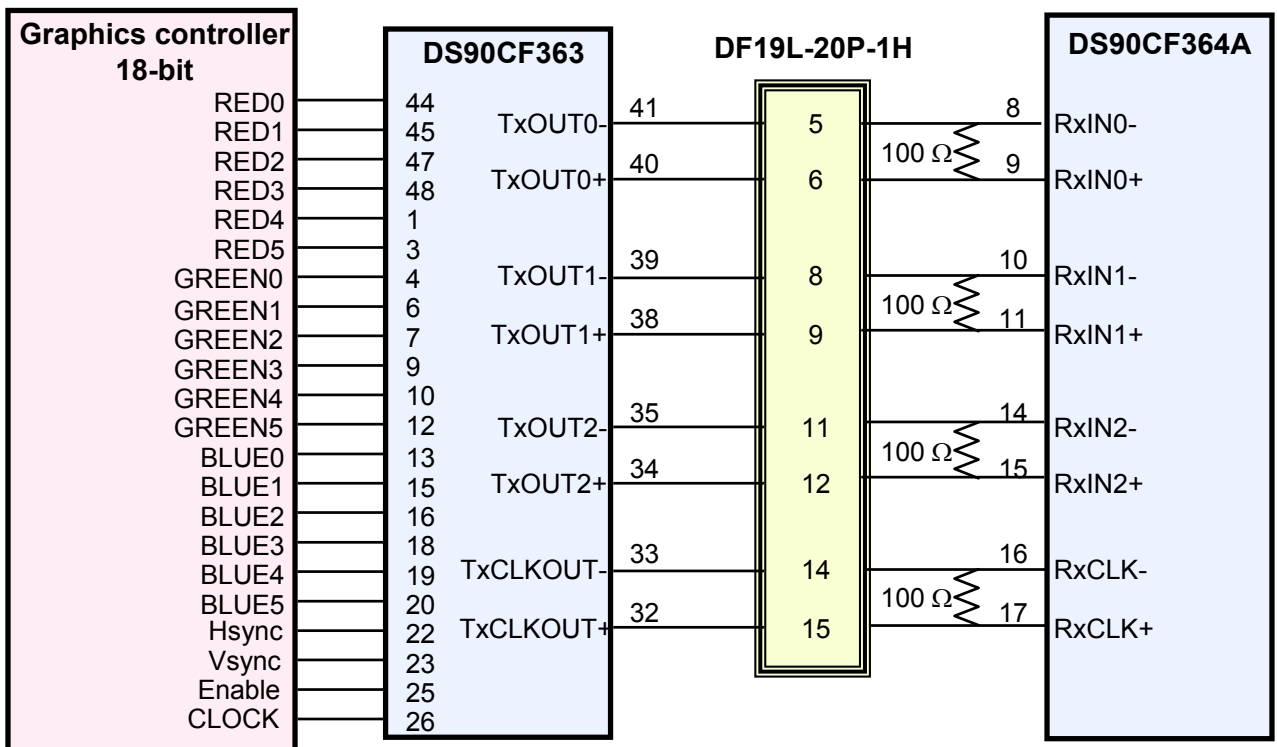 Graphics controller
18-bit
RED0
RED1
RED2
RED3
RED4
RED5
GREEN0
GREEN1
GREEN2
GREEN3
GREEN4
GREEN5
BLUE0
BLUE1
BLUE2
BLUE3
BLUE4
BLUE5
Hsync
Vsync
Enable
CLOCK
DS90CF363
44
45
47
48
1
3
4
6
7
9
10
12
13
15
16
18
19
20
22
23
25
26
TxOUT0- 41
TxOUT0+ 40
TxOUT1- 39
TxOUT1+ 38
TxOUT2- 35
TxOUT2+ 34
TxCLKOUT- 33
TxCLKOUT+ 32
DF19L-20P-1H
5
6
8
9
11
12
14
15
100 Ω
100 Ω
100 Ω
100 Ω
DS90CF364A
8 RxIN0-
9 RxIN0+
10 RxIN1-
11 RxIN1+
14 RxIN2-
15 RxIN2+
16 RxCLK-
17 RxCLK+